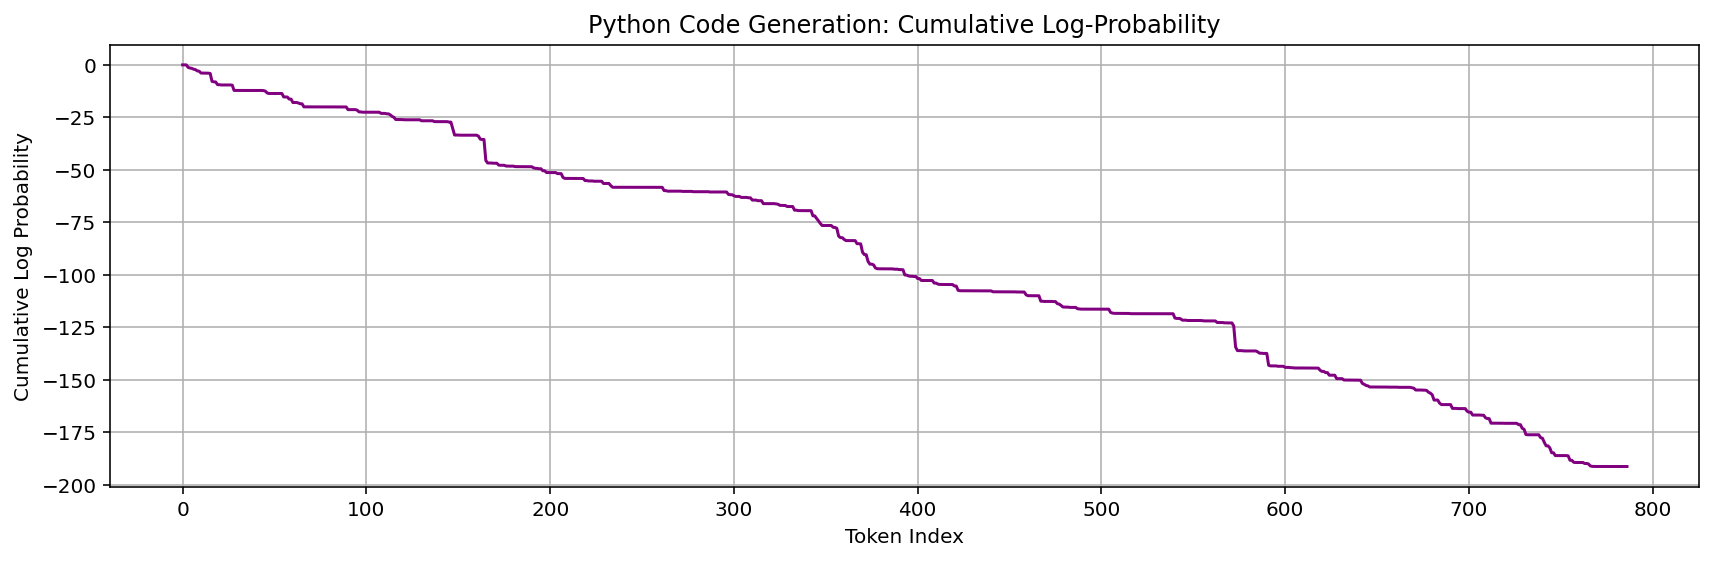 Python Code Generation: Cumulative Log-Probability
Cumulative Log Probability
0
−25
−50
−75
−100
−125
−150
−175
−200
0 100 200 300 400 500 600 700 800
Token Index